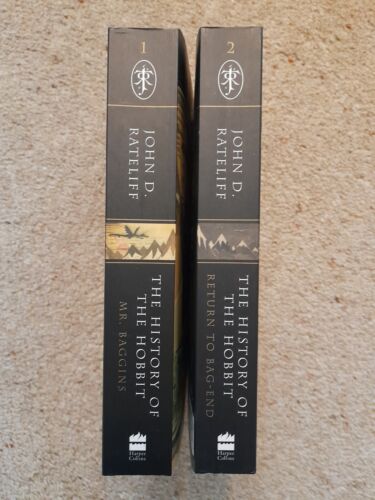 1
JOHN D.
RATELIFF
THE HISTORY OF
THE HOBBIT
MR. BAGGINS
Harper
Collins
2
JOHN D.
RATELIFF
THE HISTORY OF
THE HOBBIT
RETURN TO BAG-END
Harper
Collins